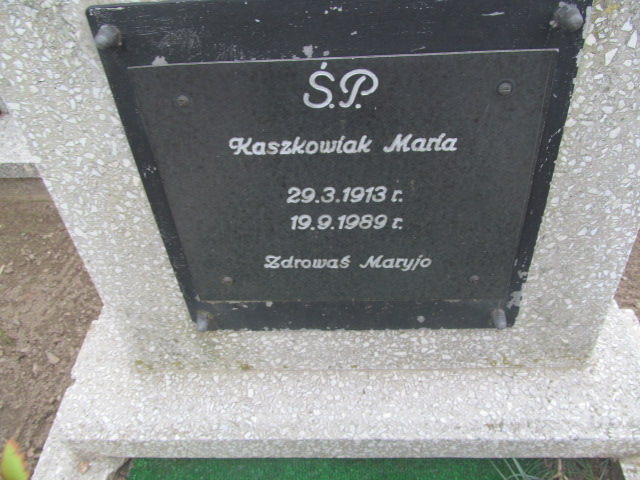 Ś.P.
Kaszkowiak Maria
29.3.1913 r.
19.9.1989 r.
Zdrowaś Maryjo